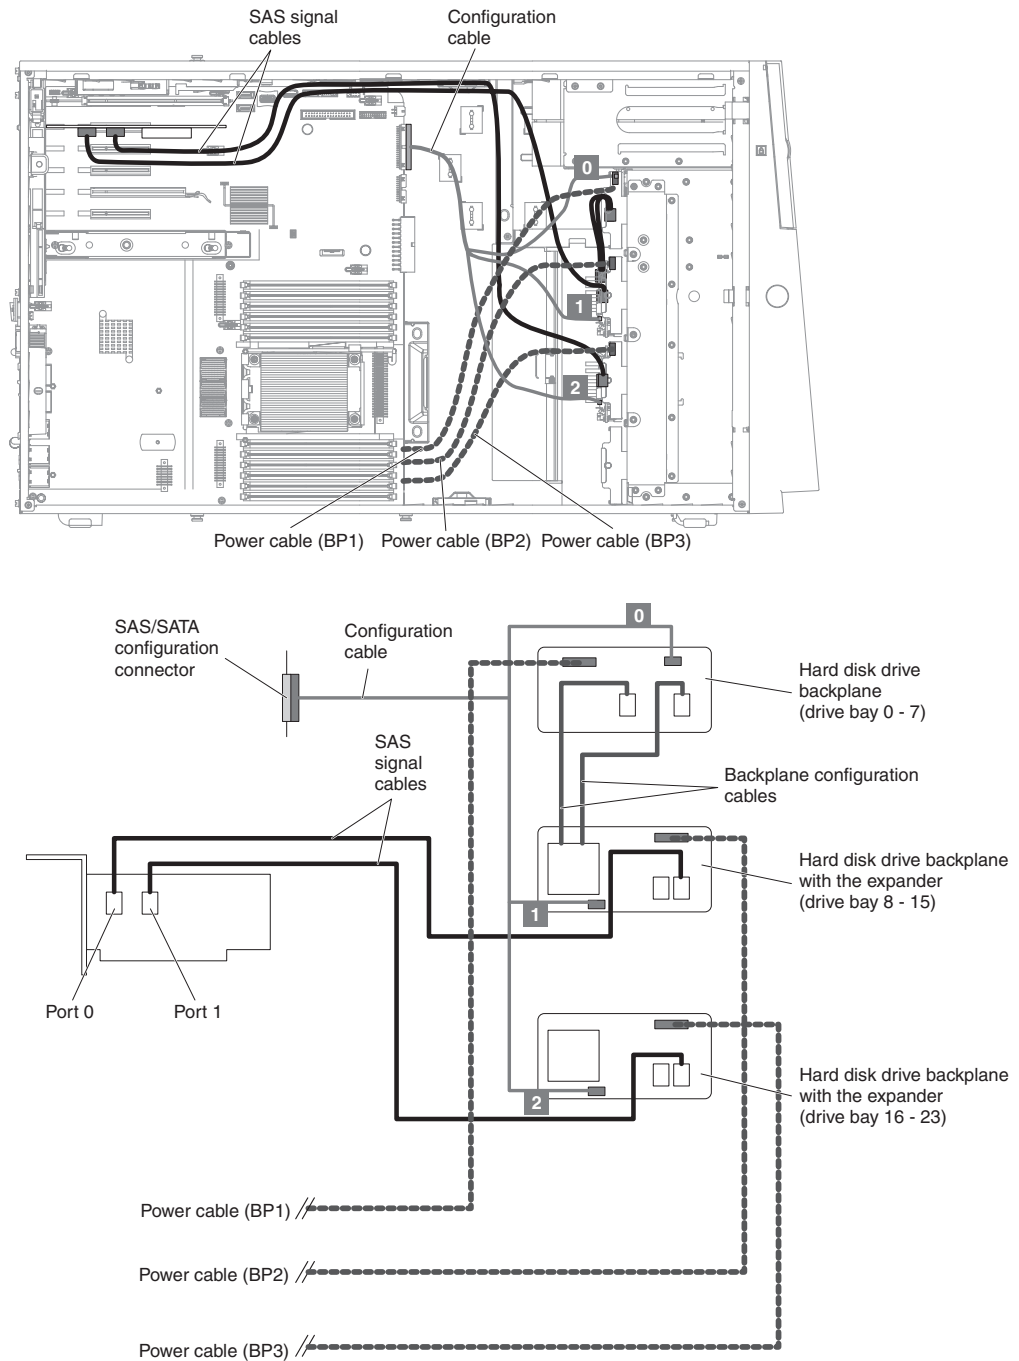 SAS signal
cables
Configuration
cable
0
1
2
Power cable (BP1)
Power cable (BP2)
Power cable (BP3)
SAS/SATA
configuration
connector
Configuration
cable
0
Hard disk drive
backplane
(drive bay 0 - 7)
SAS
signal
cables
Backplane configuration
cables
Hard disk drive backplane
with the expander
(drive bay 8 - 15)
1
Port 0
Port 1
Hard disk drive backplane
with the expander
(drive bay 16 - 23)
2
Power cable (BP1)
Power cable (BP2)
Power cable (BP3)